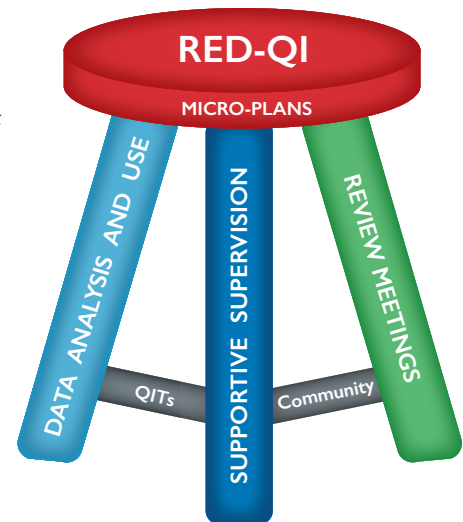 RED-QI
MICRO-PLANS
DATA ANALYSIS AND USE
SUPPORTIVE SUPERVISION
REVIEW MEETINGS
QITs
Community